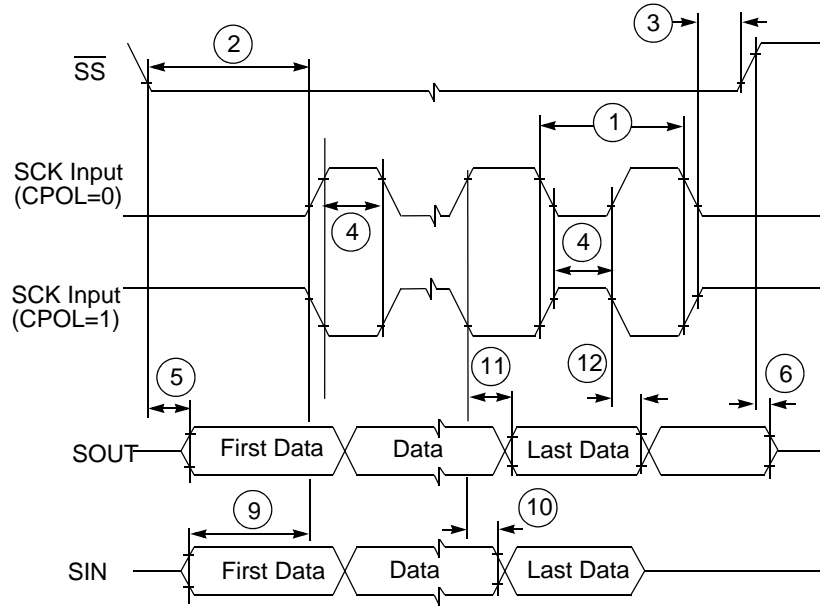 3
2
S̅S̅
1
SCK Input
(CPOL=0)
4
4
SCK Input
(CPOL=1)
5
11
12
6
SOUT
First Data
Data
Last Data
9
10
SIN
First Data
Data
Last Data